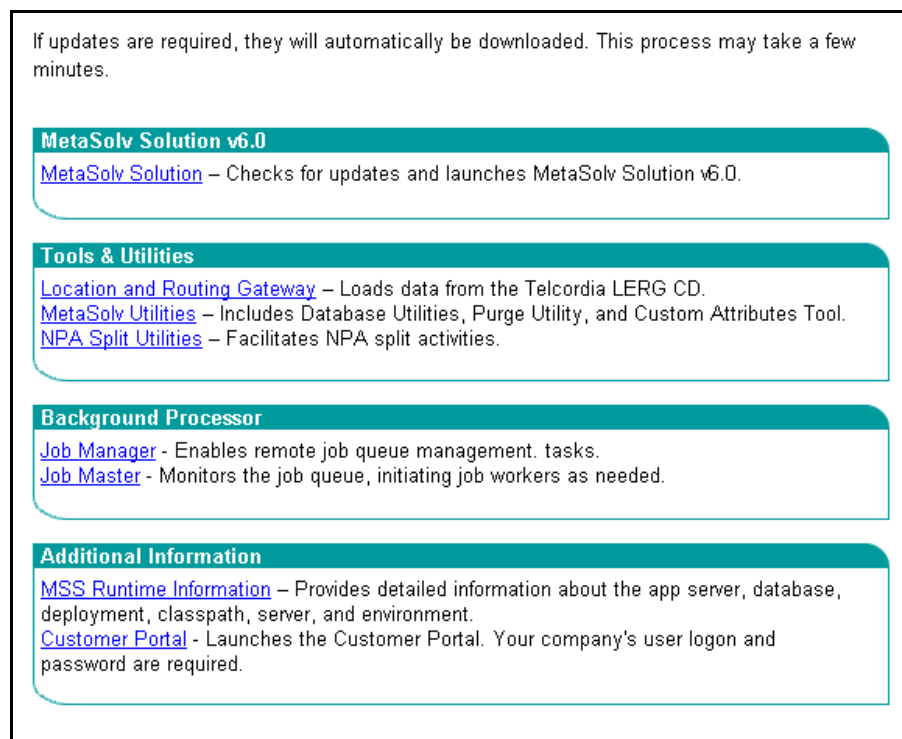 If updates are required, they will automatically be downloaded. This process may take a few
minutes.
MetaSolv Solution v6.0
MetaSolv Solution – Checks for updates and launches MetaSolv Solution v6.0.
Tools & Utilities
Location and Routing Gateway – Loads data from the Telcordia LERG CD.
MetaSolv Utilities – Includes Database Utilities, Purge Utility, and Custom Attributes Tool.
NPA Split Utilities – Facilitates NPA split activities.
Background Processor
Job Manager - Enables remote job queue management. tasks.
Job Master - Monitors the job queue, initiating job workers as needed.
Additional Information
MSS Runtime Information – Provides detailed information about the app server, database,
deployment, classpath, server, and environment.
Customer Portal - Launches the Customer Portal. Your company's user logon and
password are required.